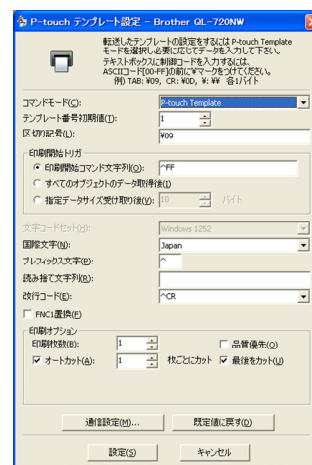 P-touch テンプレート設定 - Brother QL-720NW
転送したテンプレートの設定をするには P-touch Template
モードを選択し必要に応じてデータを入力して下さい。
テキストボックスに制御コードを入力するには、
ASCIIコード[00-FF]の前に¥マークをつけてください。
例) TAB: ¥09, CR: ¥0D, ¥: ¥¥ 各1バイト
コマンドモード(C): P-touch Template
テンプレート番号初期値(T): 1
区切り記号(L): ¥09
印刷開始トリガ
印刷開始コマンド文字列(O): ^FF
すべてのオブジェクトのデータ取得後(I)
指定データサイズ受け取り後(V): 10 バイト
文字コードセット(H): Windows 1252
国際文字(N): Japan
プレフィックス文字(P): ^
読み捨て文字列(R):
改行コード(E): ^CR
FNC1置換(F)
印刷オプション
印刷枚数(B): 1 品質優先(Q)
オートカット(A): 1 枚ごとにカット 最後をカット(U)
通信設定(M)... 既定値に戻す(D)
設定(S) キャンセル